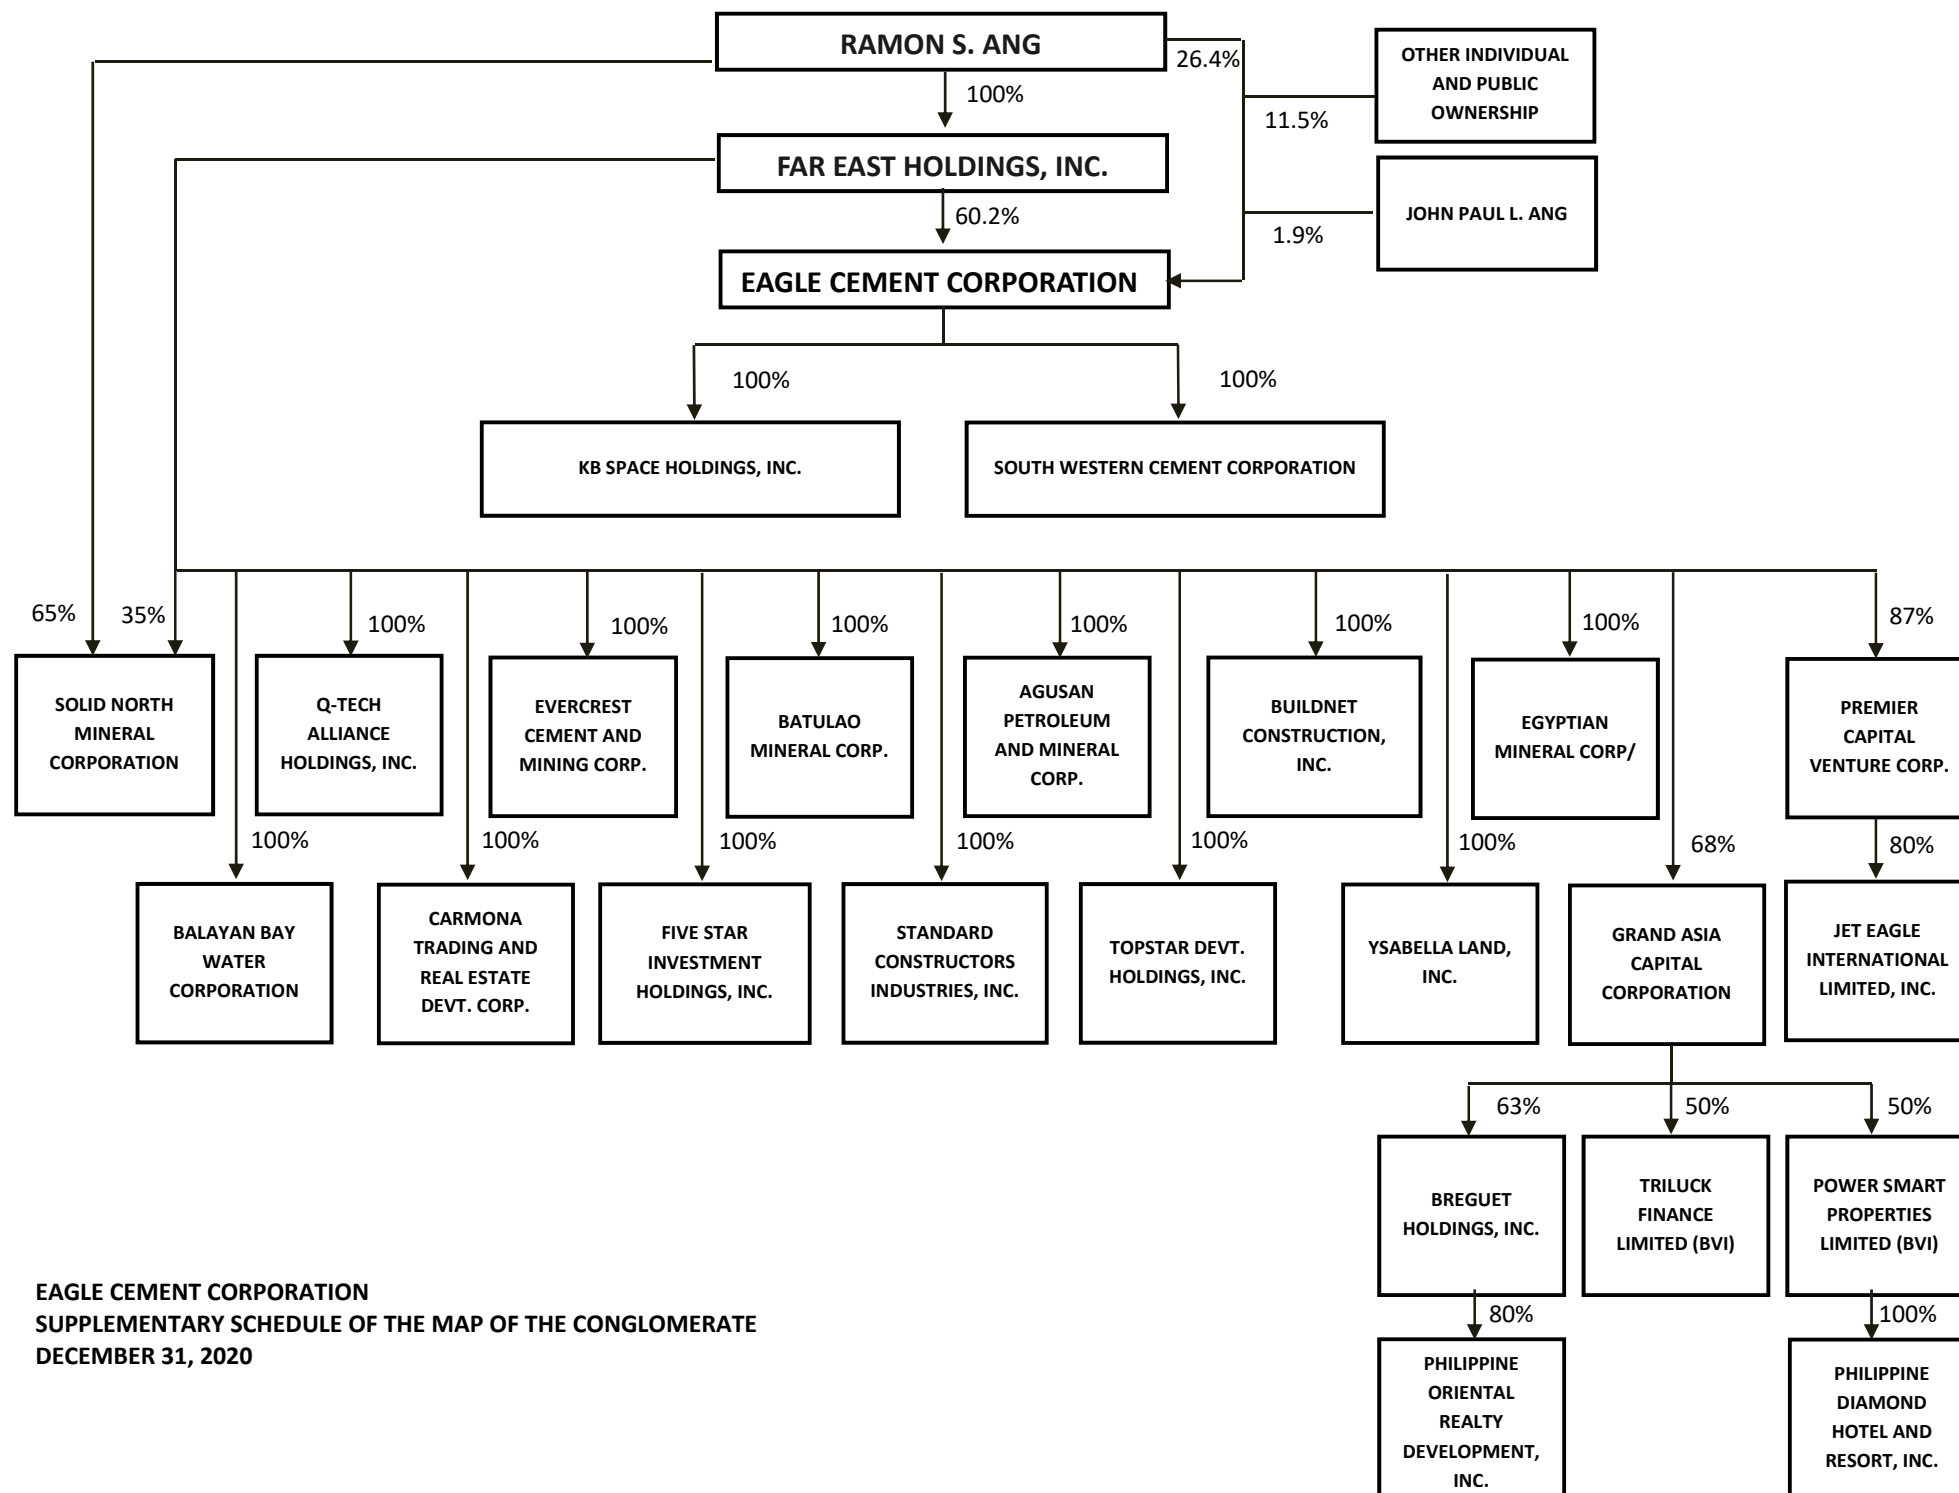 RAMON S. ANG
26.4%
OTHER INDIVIDUAL
AND PUBLIC
OWNERSHIP
100%
11.5%
FAR EAST HOLDINGS, INC.
JOHN PAUL L. ANG
60.2%
1.9%
EAGLE CEMENT CORPORATION
100%
100%
KB SPACE HOLDINGS, INC.
SOUTH WESTERN CEMENT CORPORATION
65%
35%
100%
100%
100%
100%
100%
100%
87%
SOLID NORTH
MINERAL
CORPORATION
Q-TECH
ALLIANCE
HOLDINGS, INC.
EVERCREST
CEMENT AND
MINING CORP.
BATULAO
MINERAL CORP.
AGUSAN
PETROLEUM
AND MINERAL
CORP.
BUILDNET
CONSTRUCTION,
INC.
EGYPTIAN
MINERAL CORP/
PREMIER
CAPITAL
VENTURE CORP.
100%
100%
100%
100%
100%
100%
68%
80%
BALAYAN BAY
WATER
CORPORATION
CARMONA
TRADING AND
REAL ESTATE
DEVT. CORP.
FIVE STAR
INVESTMENT
HOLDINGS, INC.
STANDARD
CONSTRUCTORS
INDUSTRIES, INC.
TOPSTAR DEVT.
HOLDINGS, INC.
YSABELLA LAND,
INC.
GRAND ASIA
CAPITAL
CORPORATION
JET EAGLE
INTERNATIONAL
LIMITED, INC.
63%
50%
50%
BREGUET
HOLDINGS, INC.
TRILUCK
FINANCE
LIMITED (BVI)
POWER SMART
PROPERTIES
LIMITED (BVI)
80%
100%
PHILIPPINE
ORIENTAL
REALTY
DEVELOPMENT,
INC.
PHILIPPINE
DIAMOND
HOTEL AND
RESORT, INC.
EAGLE CEMENT CORPORATION
SUPPLEMENTARY SCHEDULE OF THE MAP OF THE CONGLOMERATE
DECEMBER 31, 2020